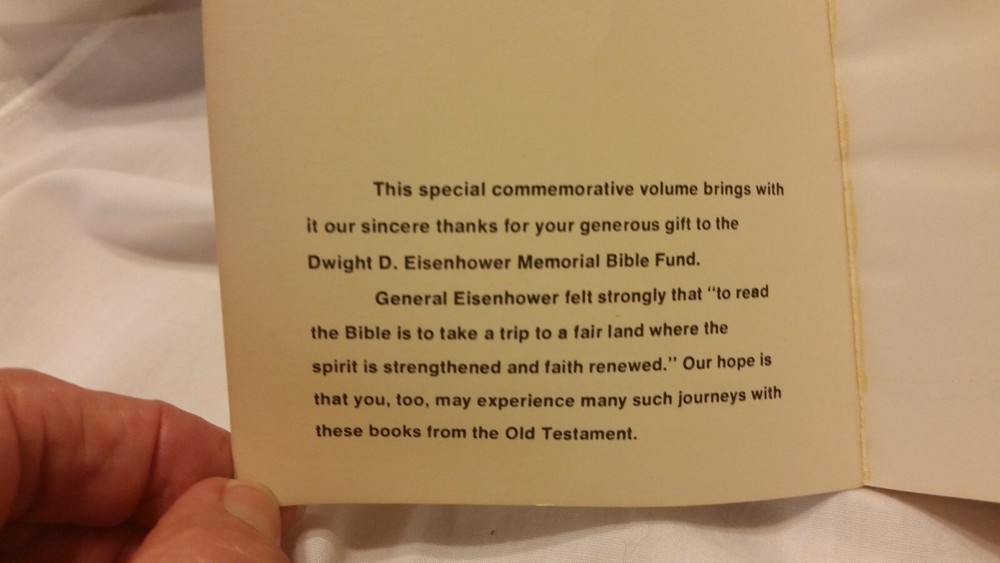 This special commemorative volume brings with
it our sincere thanks for your generous gift to the
Dwight D. Eisenhower Memorial Bible Fund.
General Eisenhower felt strongly that "to read
the Bible is to take a trip to a fair land where the
spirit is strengthened and faith renewed." Our hope is
that you, too, may experience many such journeys with
these books from the Old Testament.